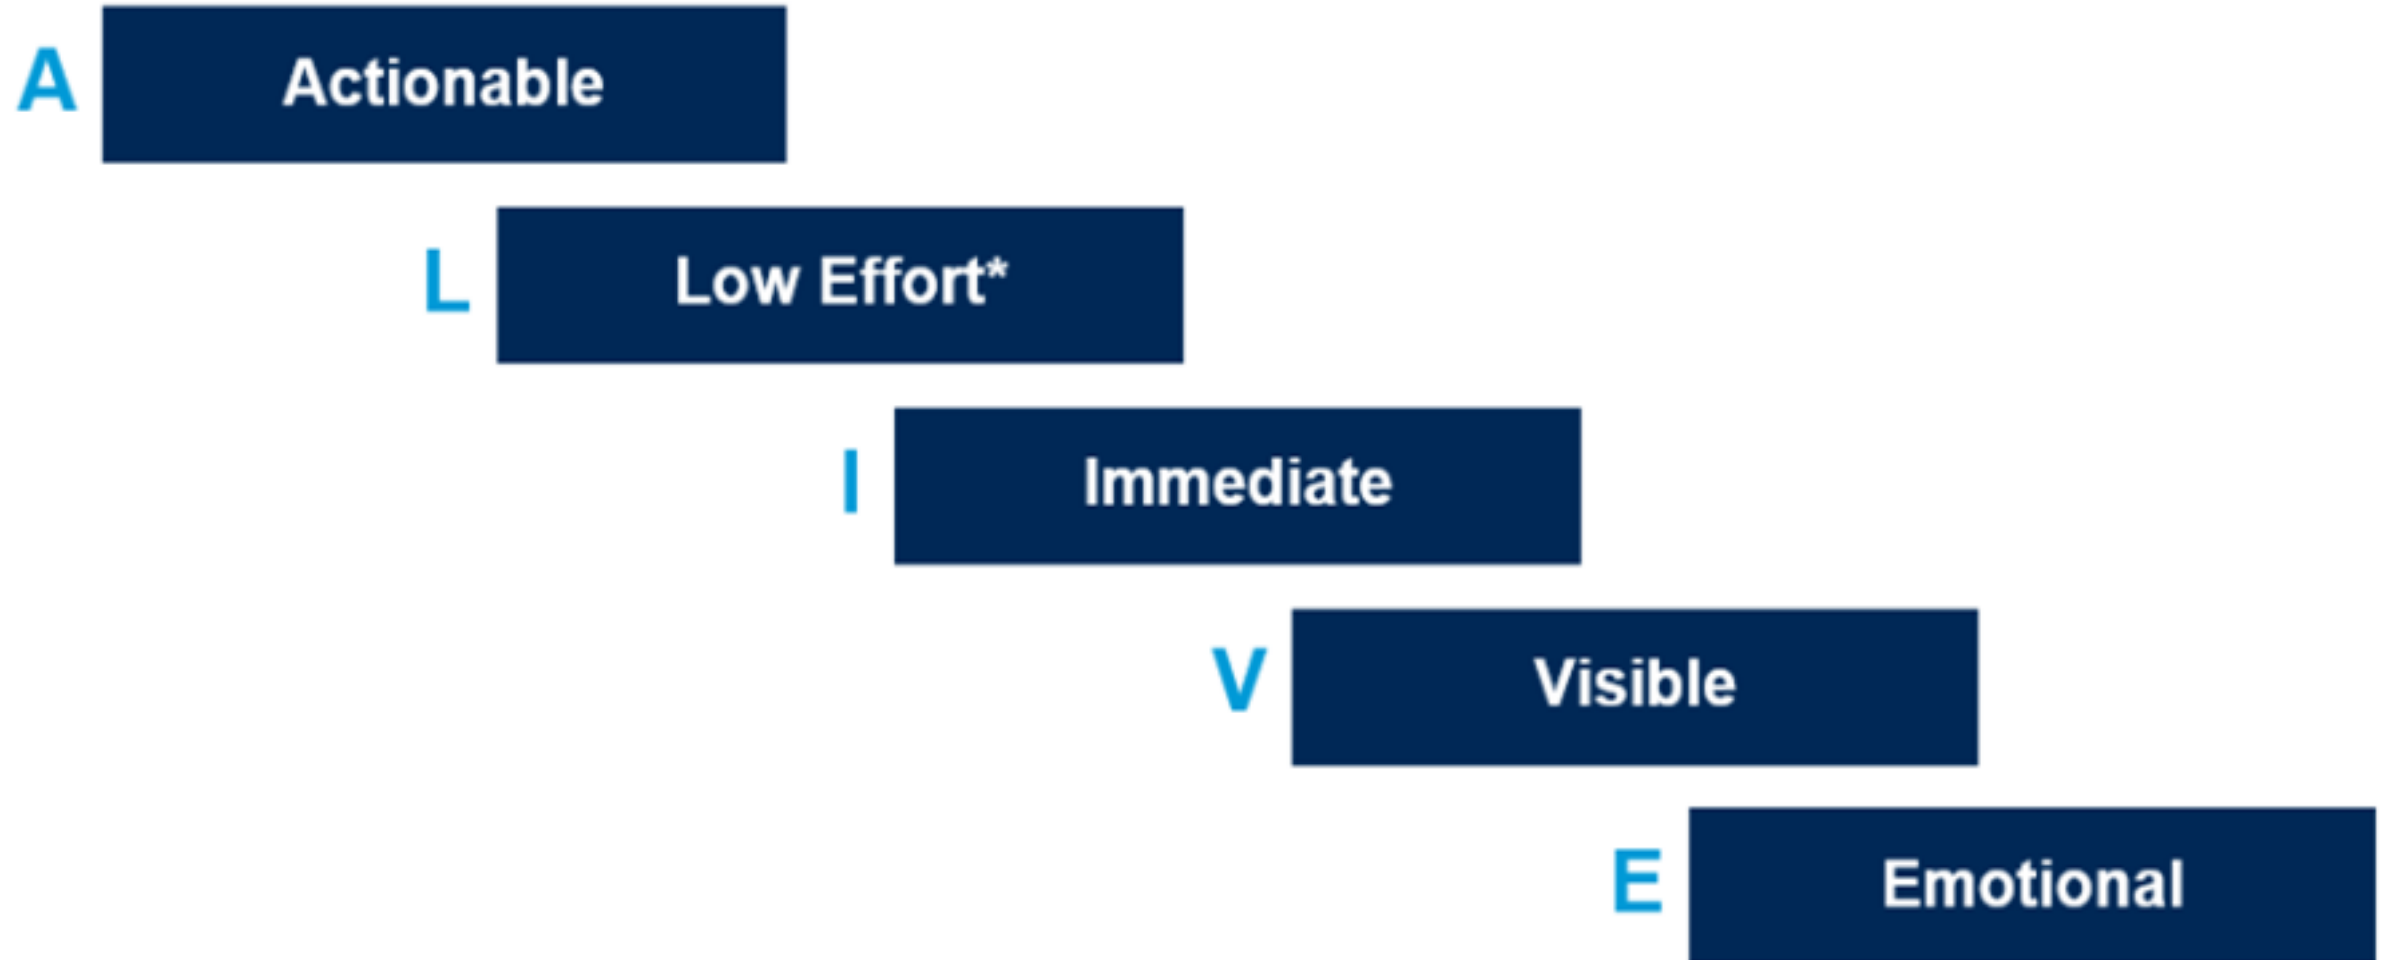 A Actionable
L Low Effort*
I Immediate
V Visible
E Emotional